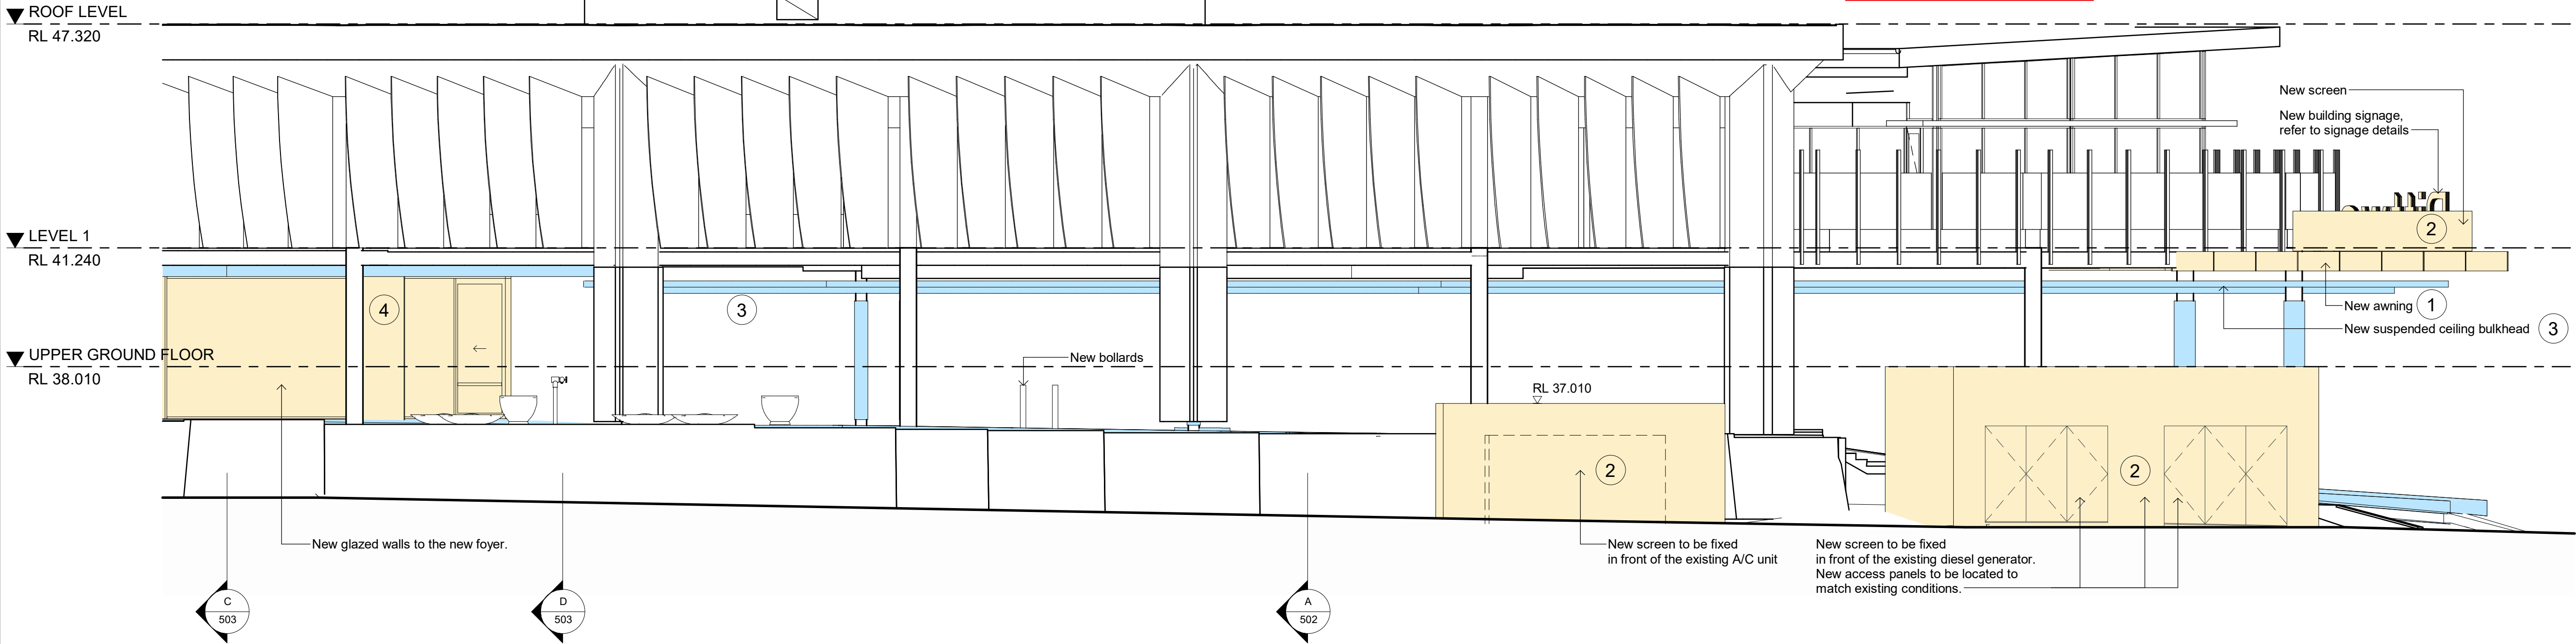 ROOF LEVEL
RL 47.320
New screen
New building signage,
refer to signage details
LEVEL 1
RL 41.240
2
4
3
New awning 1
New suspended ceiling bulkhead 3
UPPER GROUND FLOOR
RL 38.010
New bollards
RL 37.010
2
2
New glazed walls to the new foyer.
New screen to be fixed
in front of the existing A/C unit
New screen to be fixed
in front of the existing diesel generator.
New access panels to be located to
match existing conditions.
C
503
D
503
A
502